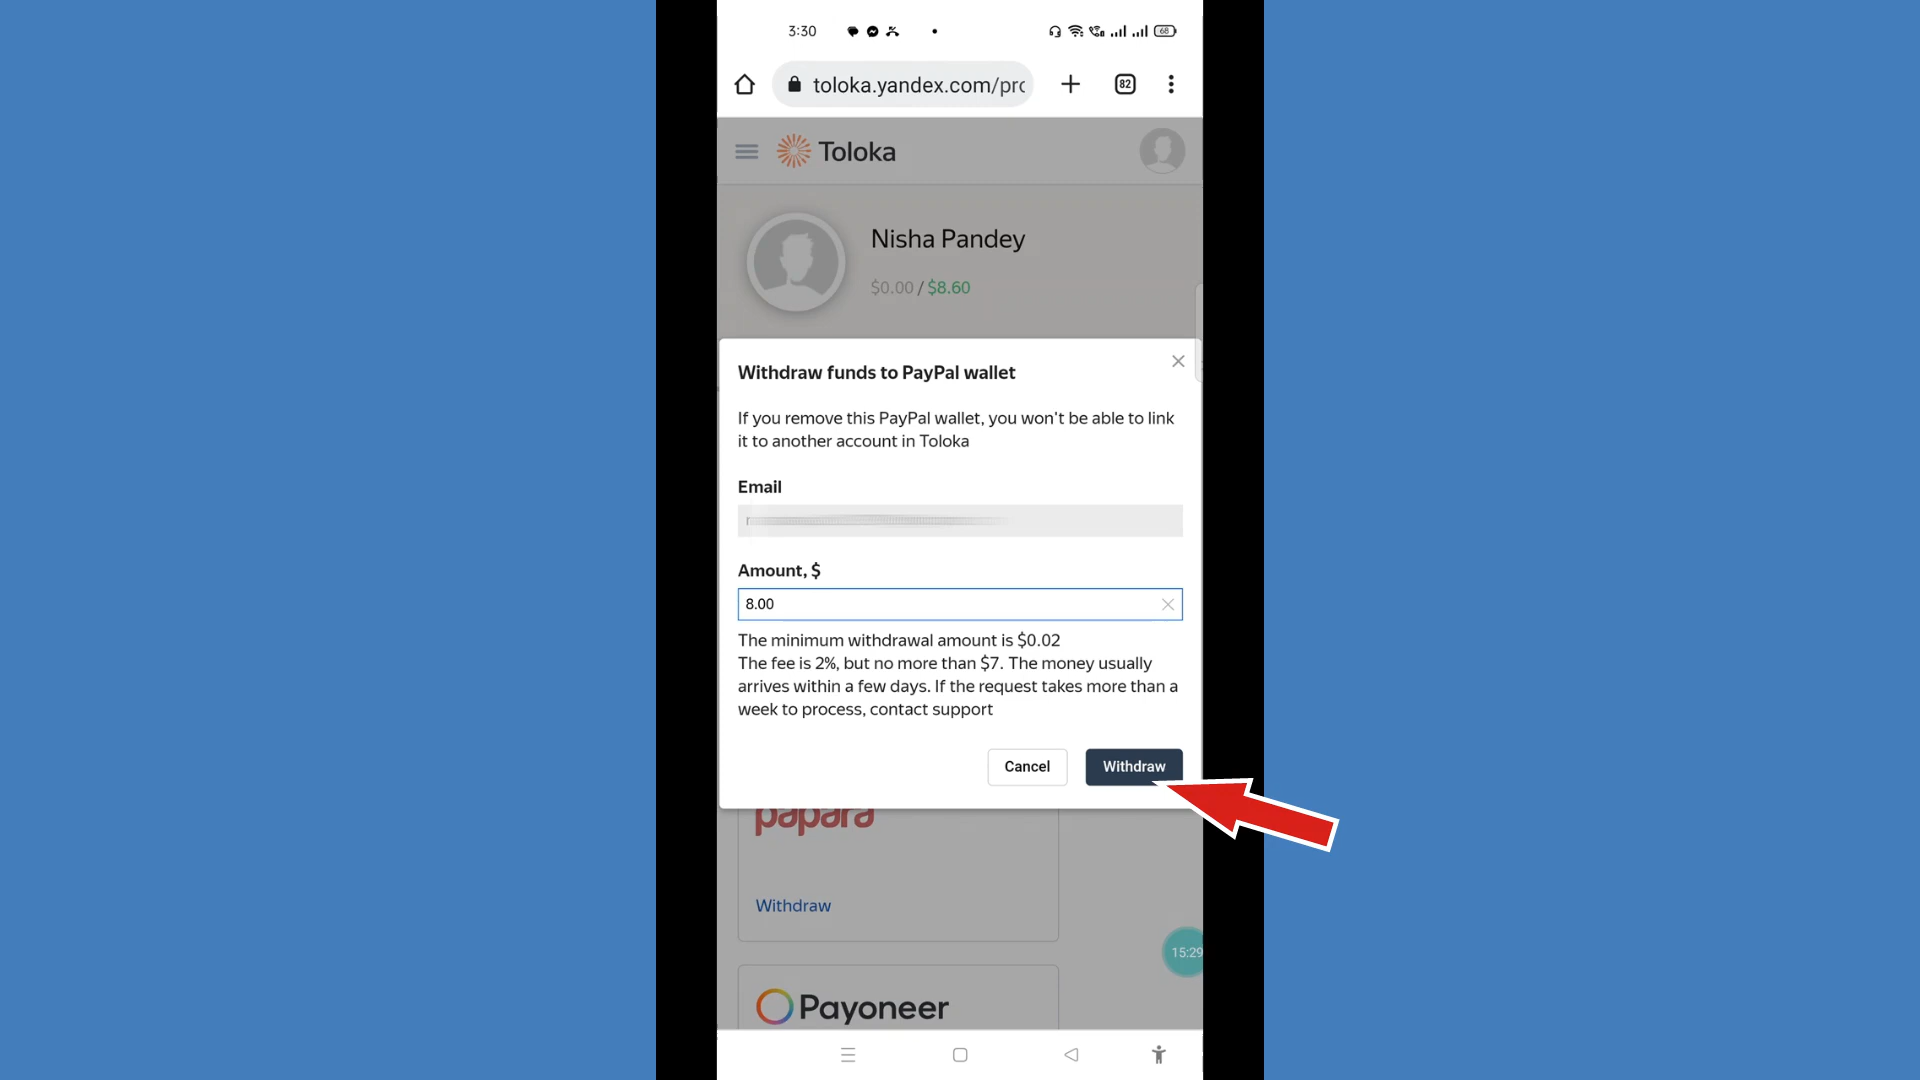 3:30
68
toloka.yandex.com/prc
82
Toloka
Nisha Pandey
$0.00 / $8.60
Withdraw funds to PayPal wallet
If you remove this PayPal wallet, you won't be able to link
it to another account in Toloka
Email
Amount, $
8.00
The minimum withdrawal amount is $0.02
The fee is 2%, but no more than $7. The money usually
arrives within a few days. If the request takes more than a
week to process, contact support
Cancel
Withdraw
papara
Withdraw
15:29
Payoneer